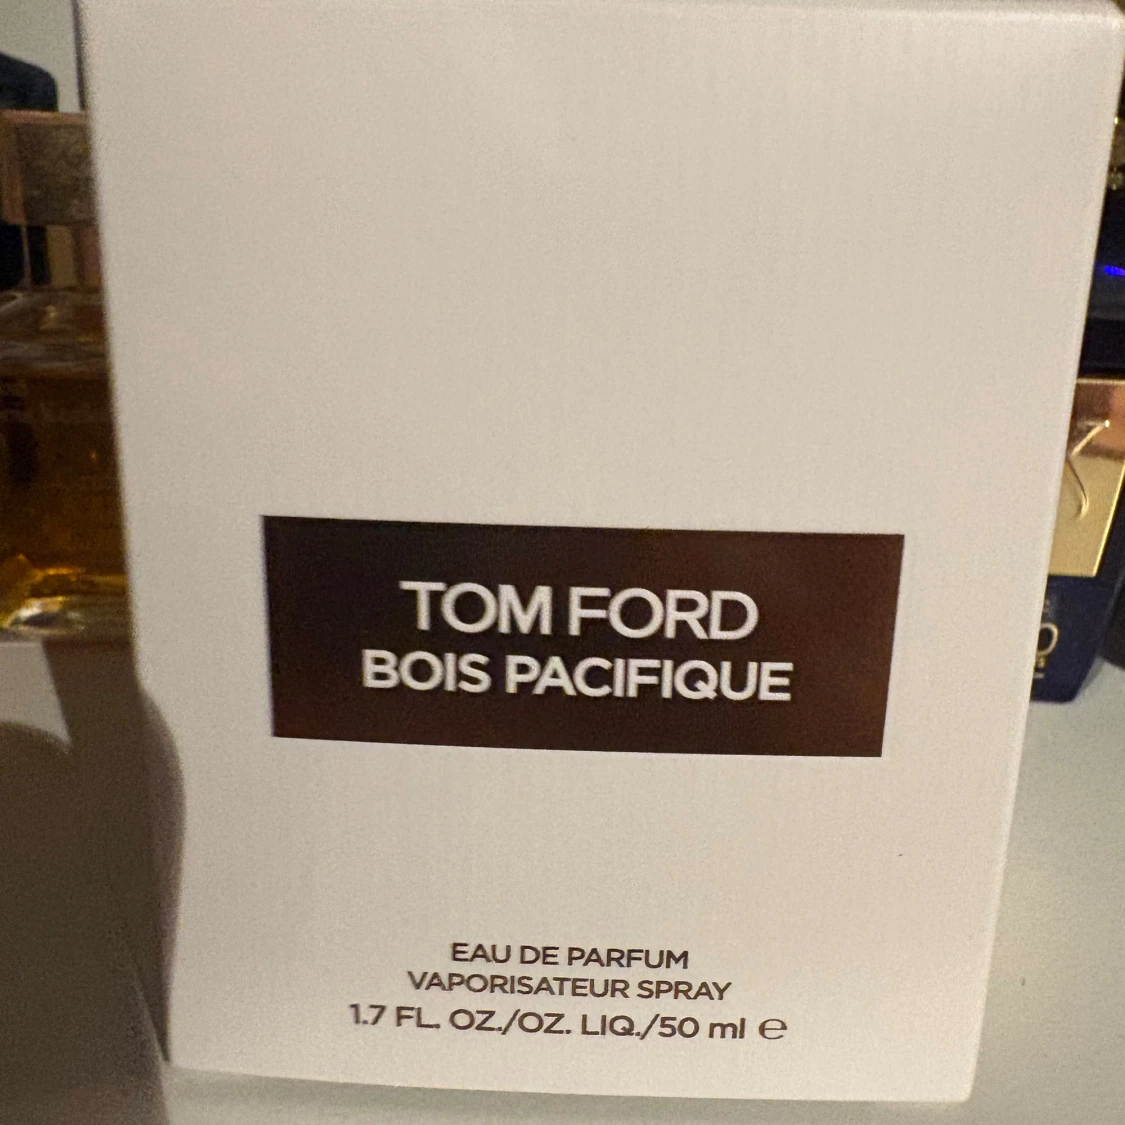 TOM FORD
BOIS PACIFIQUE
EAU DE PARFUM
VAPORISATEUR SPRAY
1.7 FL. OZ./OZ. LIQ./50 ml ℮